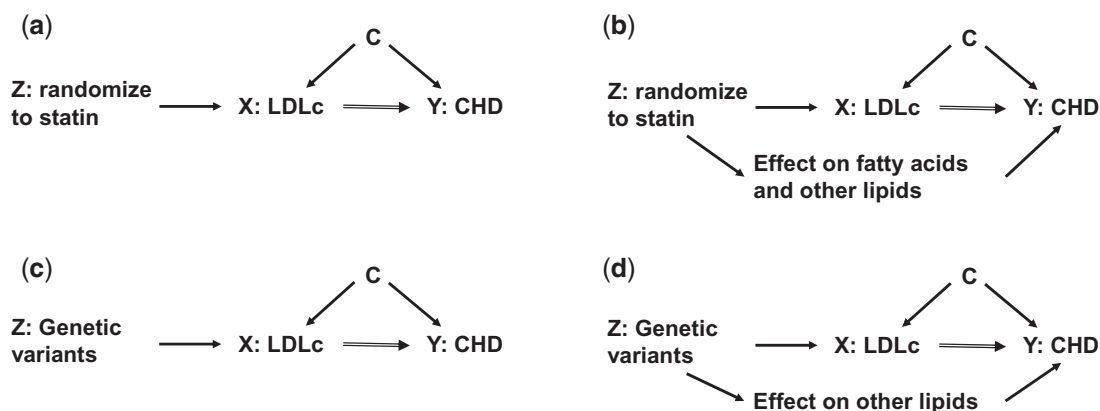 (a)
C
Z: randomize
to statin
X: LDLc
Y: CHD
(b)
C
Z: randomize
to statin
X: LDLc
Y: CHD
Effect on fatty acids
and other lipids
(c)
C
Z: Genetic
variants
X: LDLc
Y: CHD
(d)
C
Z: Genetic
variants
X: LDLc
Y: CHD
Effect on other lipids